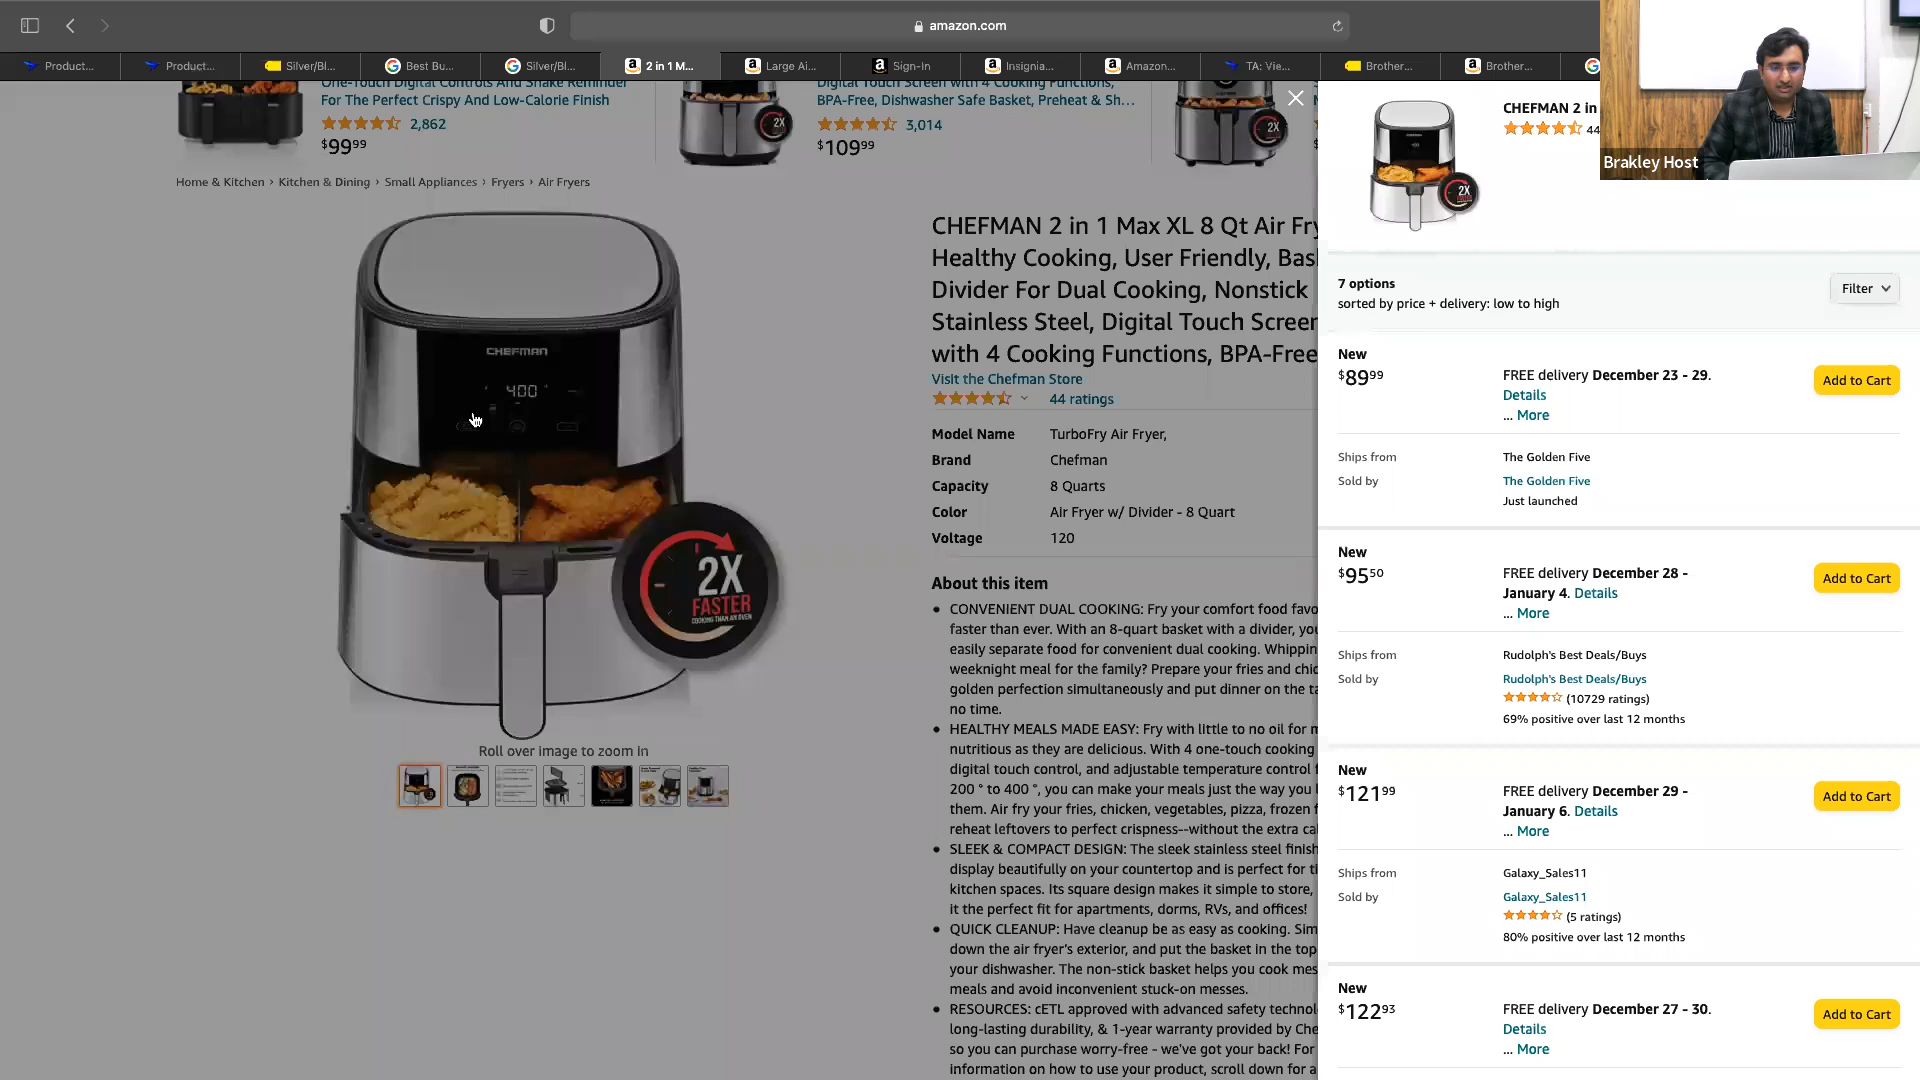 amazon.com
Product...
Product...
Silver/Bl...
Best Bu...
Silver/Bl...
2 in 1 M...
Large Ai...
Sign-In
Insignia...
Amazon...
TA: Vie...
Brother...
Brother...
One-Touch Digital Controls And Shake Reminder
For The Perfect Crispy And Low-Calorie Finish
2,862
$99.99
Digital Touch Screen with 4 Cooking Functions,
BPA-Free, Dishwasher Safe Basket, Preheat & Sh...
3,014
$109.99
2X
2X
Home & Kitchen › Kitchen & Dining › Small Appliances › Fryers › Air Fryers
CHEFMAN
400
2X
FASTER
COOKING THAN AN OVEN
Roll over image to zoom in
CHEFMAN 2 in 1 Max XL 8 Qt Air Fry
Healthy Cooking, User Friendly, Bas
Divider For Dual Cooking, Nonstick
Stainless Steel, Digital Touch Screen
with 4 Cooking Functions, BPA-Free
Visit the Chefman Store
44 ratings
Model Name TurboFry Air Fryer,
Brand Chefman
Capacity 8 Quarts
Color Air Fryer w/ Divider - 8 Quart
Voltage 120
About this item
CONVENIENT DUAL COOKING: Fry your comfort food favo
faster than ever. With an 8-quart basket with a divider, you
easily separate food for convenient dual cooking. Whippin
weeknight meal for the family? Prepare your fries and chic
golden perfection simultaneously and put dinner on the ta
no time.
HEALTHY MEALS MADE EASY: Fry with little to no oil for m
nutritious as they are delicious. With 4 one-touch cooking
digital touch control, and adjustable temperature control f
200 ° to 400 °, you can make your meals just the way you l
them. Air fry your fries, chicken, vegetables, pizza, frozen f
reheat leftovers to perfect crispness--without the extra cal
SLEEK & COMPACT DESIGN: The sleek stainless steel finish
display beautifully on your countertop and is perfect for ti
kitchen spaces. Its square design makes it simple to store,
it the perfect fit for apartments, dorms, RVs, and offices!
QUICK CLEANUP: Have cleanup be as easy as cooking. Sim
down the air fryer's exterior, and put the basket in the top
your dishwasher. The non-stick basket helps you cook mes
meals and avoid inconvenient stuck-on messes.
RESOURCES: cETL approved with advanced safety technol
long-lasting durability, & 1-year warranty provided by Che
so you can purchase worry-free - we've got your back! For
information on how to use your product, scroll down for a
CHEFMAN 2 in
44
2X
Brakley Host
7 options
sorted by price + delivery: low to high
Filter
New
$89.99
FREE delivery December 23 - 29.
Details
... More
Add to Cart
Ships from The Golden Five
Sold by The Golden Five
Just launched
New
$95.50
FREE delivery December 28 -
January 4. Details
... More
Add to Cart
Ships from Rudolph's Best Deals/Buys
Sold by Rudolph's Best Deals/Buys
(10729 ratings)
69% positive over last 12 months
New
$121.99
FREE delivery December 29 -
January 6. Details
... More
Add to Cart
Ships from Galaxy_Sales11
Sold by Galaxy_Sales11
(5 ratings)
80% positive over last 12 months
New
$122.93
FREE delivery December 27 - 30.
Details
... More
Add to Cart